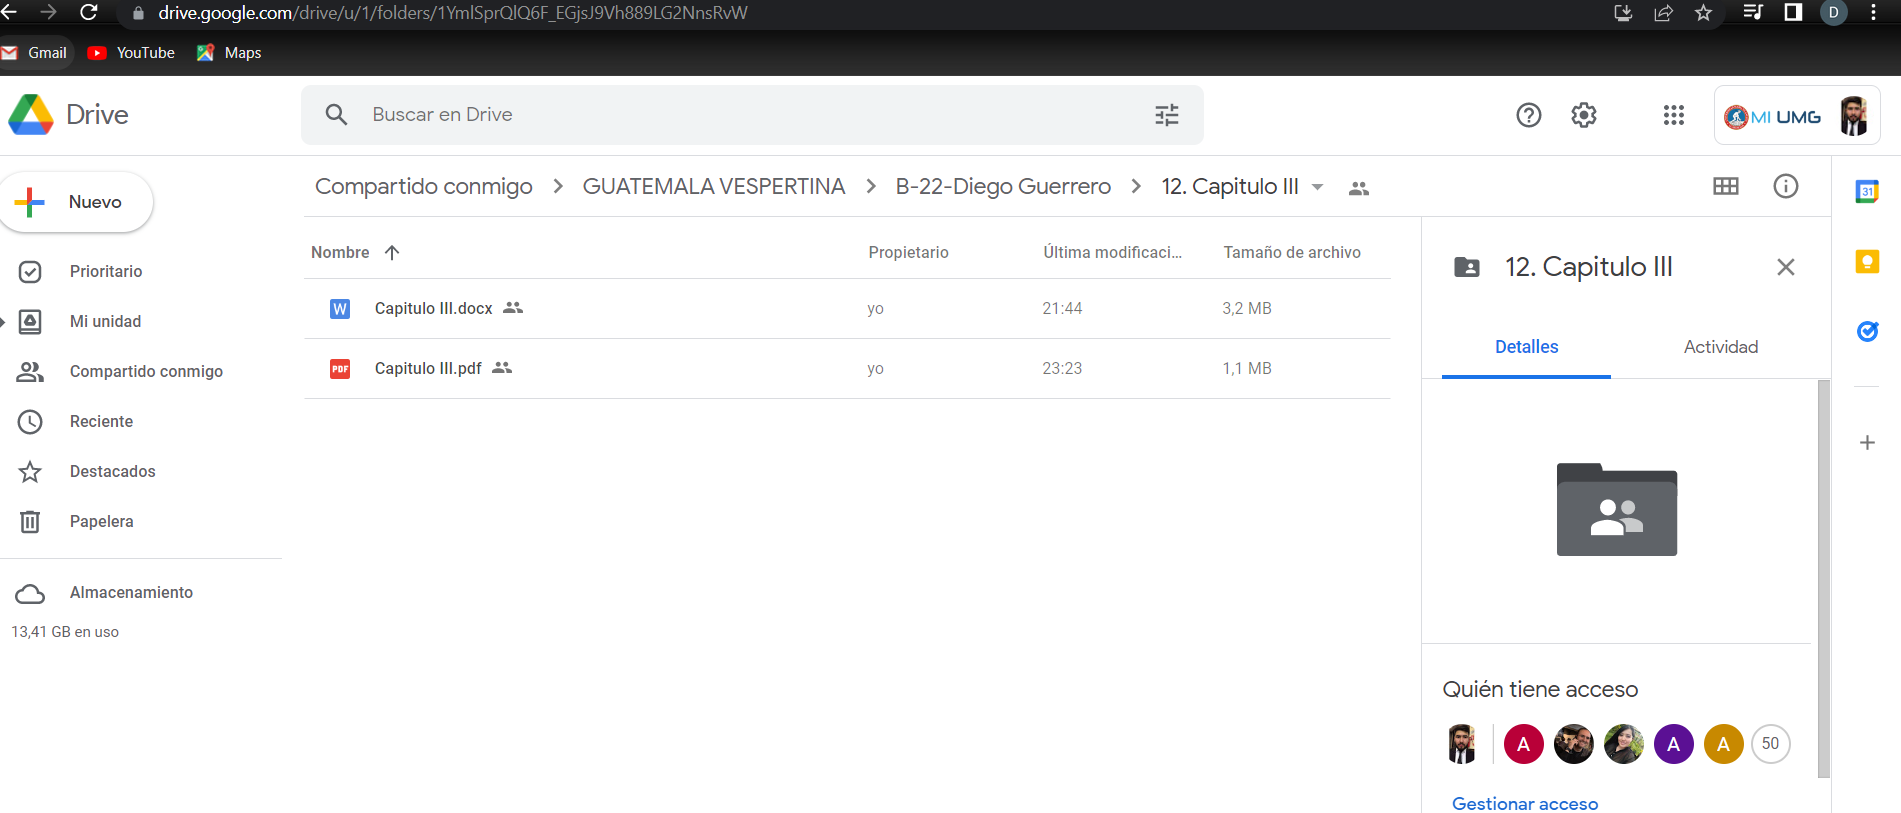 drive.google.com/drive/u/1/folders/1YmlSprQlQ6F_EGjsJ9Vh889LG2NnsRvW
D
Gmail YouTube Maps
Drive
Buscar en Drive
MI UMG
Nuevo
Compartido conmigo > GUATEMALA VESPERTINA > B-22-Diego Guerrero > 12. Capitulo III
31
Nombre Propietario Última modificaci... Tamaño de archivo
12. Capitulo III
Prioritario
W Capitulo III.docx yo 21:44 3,2 MB
Mi unidad
Detalles Actividad
Compartido conmigo
PDF Capitulo III.pdf yo 23:23 1,1 MB
Reciente
Destacados
Papelera
Almacenamiento
13,41 GB en uso
Quién tiene acceso
A A A 50
Gestionar acceso